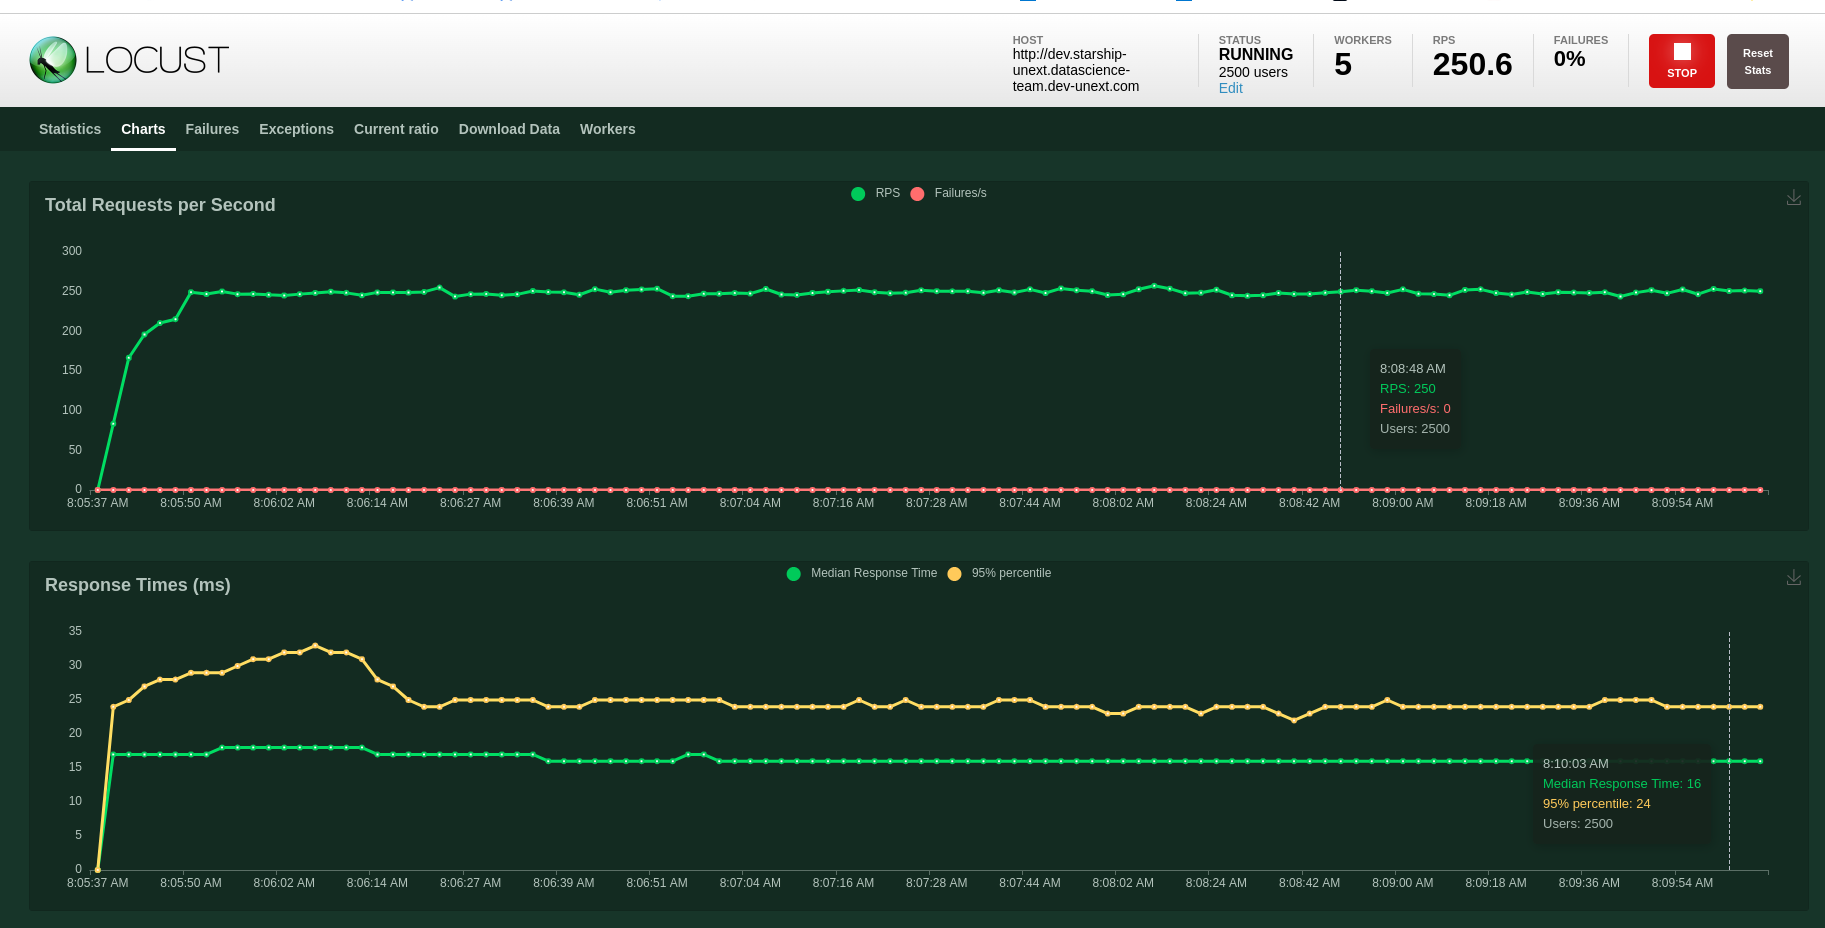 LOCUST
HOST
http://dev.starship-
unext.datascience-
team.dev-unext.com
STATUS
RUNNING
2500 users
Edit
WORKERS
5
RPS
250.6
FAILURES
0%
STOP
Reset
Stats
Statistics Charts Failures Exceptions Current ratio Download Data Workers
Total Requests per Second
RPS Failures/s
300
250
200
150
100
50
0
8:08:48 AM
RPS: 250
Failures/s: 0
Users: 2500
8:05:37 AM 8:05:50 AM 8:06:02 AM 8:06:14 AM 8:06:27 AM 8:06:39 AM 8:06:51 AM 8:07:04 AM 8:07:16 AM 8:07:28 AM 8:07:44 AM 8:08:02 AM 8:08:24 AM 8:08:42 AM 8:09:00 AM 8:09:18 AM 8:09:36 AM 8:09:54 AM
Response Times (ms)
Median Response Time 95% percentile
35
30
25
20
15
10
5
0
8:10:03 AM
Median Response Time: 16
95% percentile: 24
Users: 2500
8:05:37 AM 8:05:50 AM 8:06:02 AM 8:06:14 AM 8:06:27 AM 8:06:39 AM 8:06:51 AM 8:07:04 AM 8:07:16 AM 8:07:28 AM 8:07:44 AM 8:08:02 AM 8:08:24 AM 8:08:42 AM 8:09:00 AM 8:09:18 AM 8:09:36 AM 8:09:54 AM